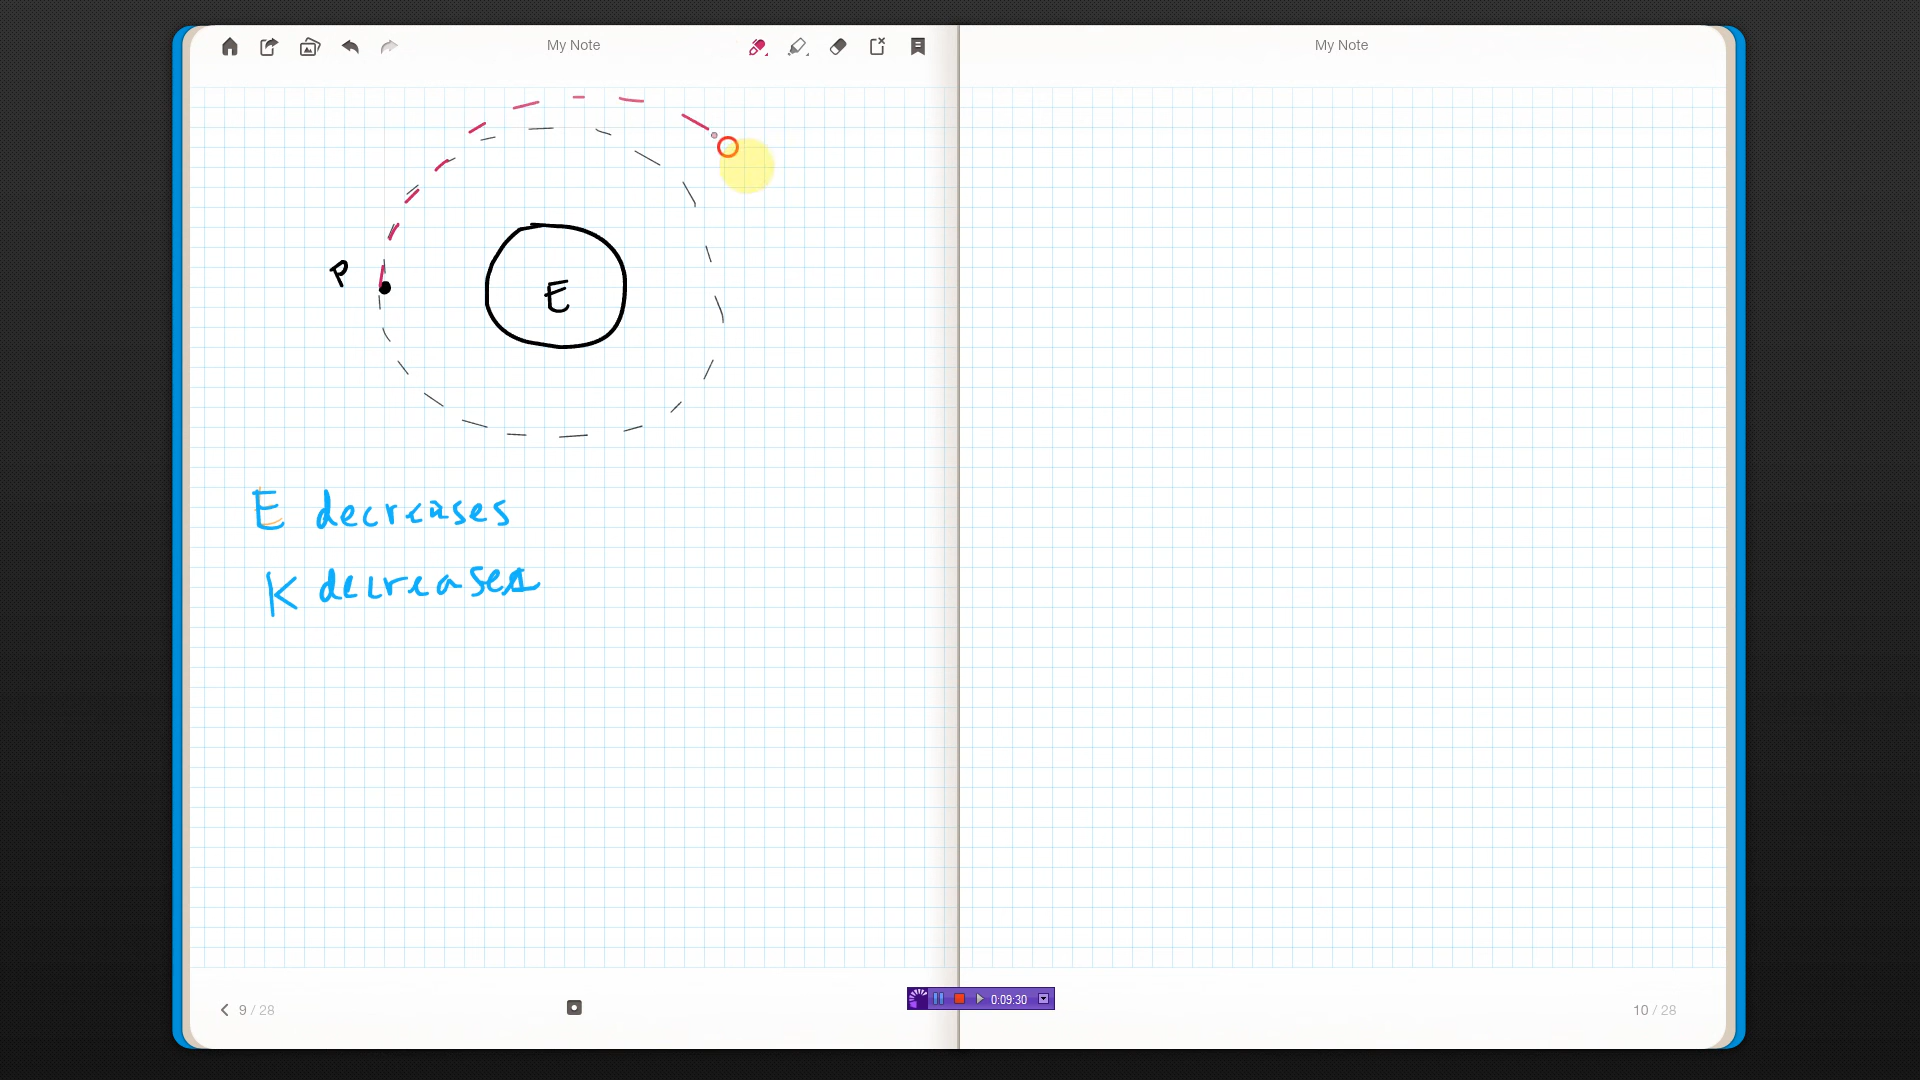 My Note
My Note
P
E
E decreases
K decreases
9 / 28
0:09:30
10 / 28